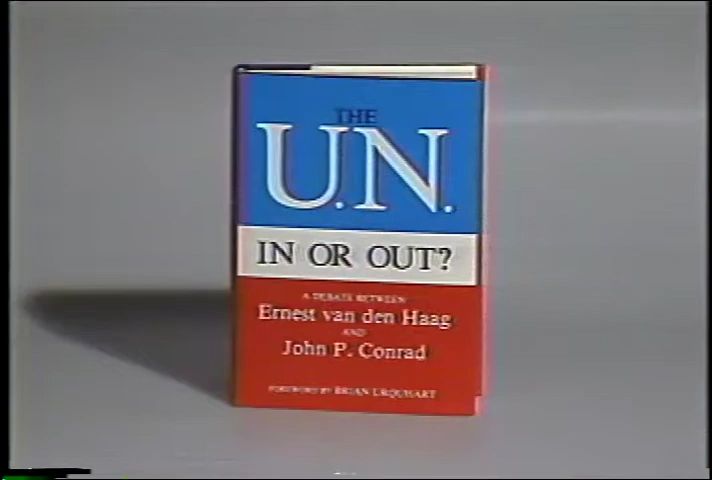 THE
U.N.
IN OR OUT?
A DEBATE BETWEEN
Ernest van den Haag
AND
John P. Conrad
FOREWORD BY BRIAN URQUHART